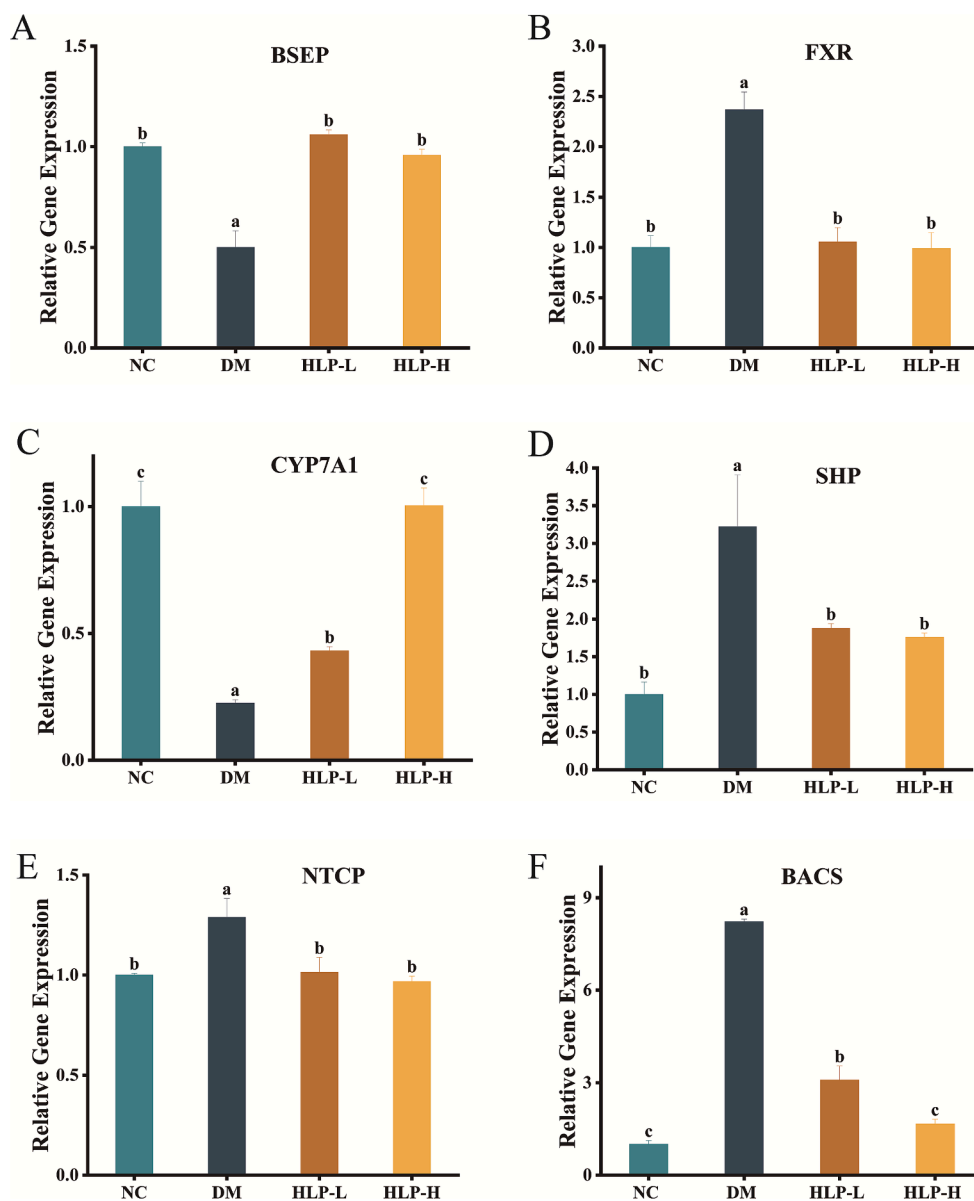 A
BSEP
Relative Gene Expression
1.5
1.0
0.5
0.0
b
a
b
b
NC DM HLP-L HLP-H
B
FXR
Relative Gene Expression
3.0
2.5
2.0
1.5
1.0
0.5
0.0
b
a
b
b
NC DM HLP-L HLP-H
C
CYP7A1
Relative Gene Expression
1.0
0.5
0.0
c
a
b
c
NC DM HLP-L HLP-H
D
SHP
Relative Gene Expression
4.0
3.5
3.0
2.5
2.0
1.5
1.0
0.5
0.0
b
a
b
b
NC DM HLP-L HLP-H
E
NTCP
Relative Gene Expression
1.5
1.0
0.5
0.0
b
a
b
b
NC DM HLP-L HLP-H
F
BACS
Relative Gene Expression
9
6
3
0
c
a
b
c
NC DM HLP-L HLP-H